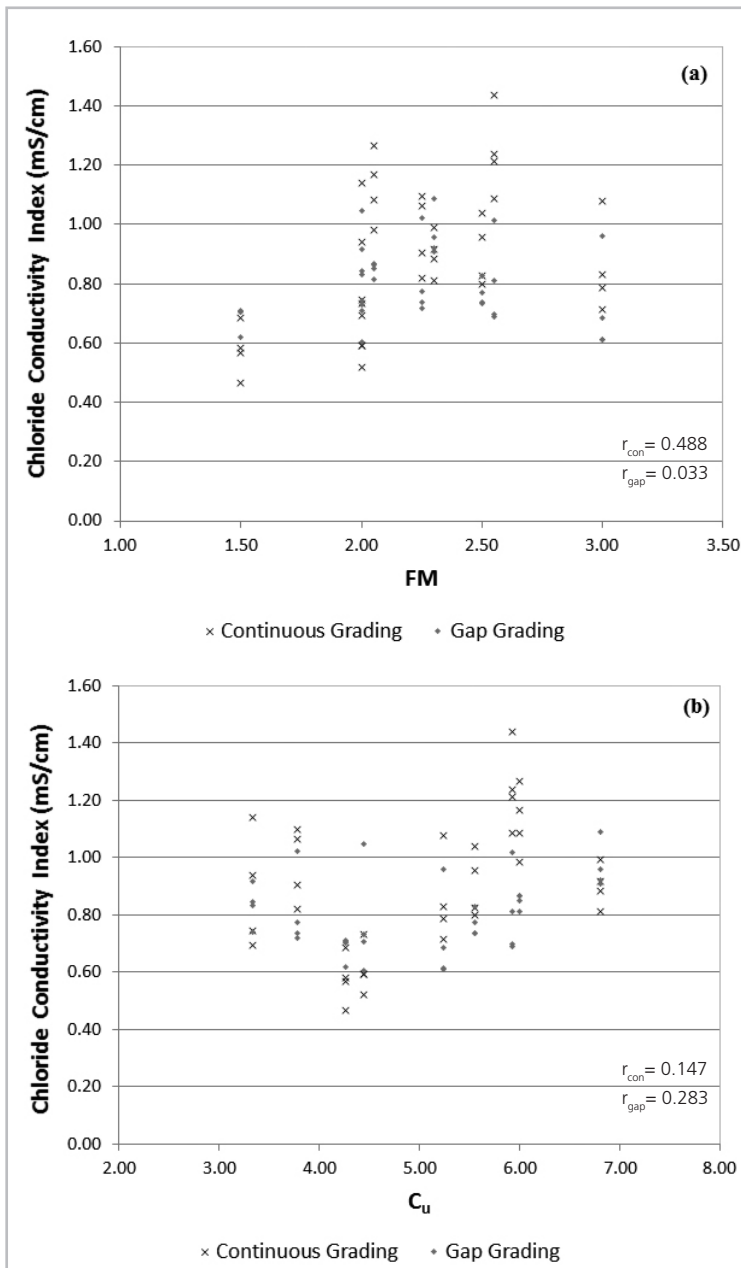 (a)
Chloride Conductivity Index (mS/cm)
1.60
1.40
1.20
1.00
0.80
0.60
0.40
0.20
0.00
r_con = 0.488
r_gap = 0.033
1.00 1.50 2.00 2.50 3.00 3.50
FM
× Continuous Grading ◆ Gap Grading
(b)
Chloride Conductivity Index (mS/cm)
1.60
1.40
1.20
1.00
0.80
0.60
0.40
0.20
0.00
r_con = 0.147
r_gap = 0.283
2.00 3.00 4.00 5.00 6.00 7.00 8.00
C_u
× Continuous Grading ◆ Gap Grading